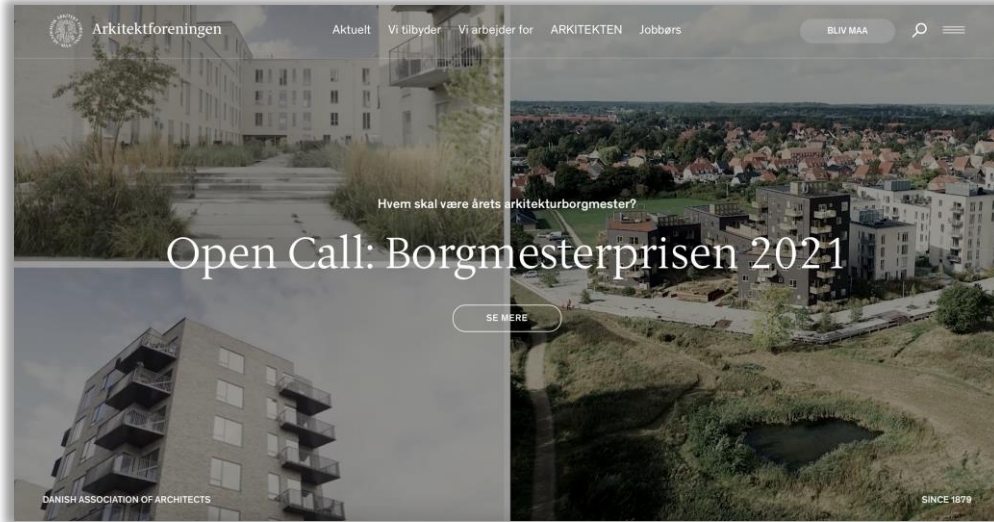 Arkitektforeningen
Aktuelt Vi tilbyder Vi arbejder for ARKITEKTEN Jobbørs
BLIV MAA
Hvem skal være årets arkitekturborgmester?
Open Call: Borgmesterprisen 2021
SE MERE
DANISH ASSOCIATION OF ARCHITECTS
SINCE 1879